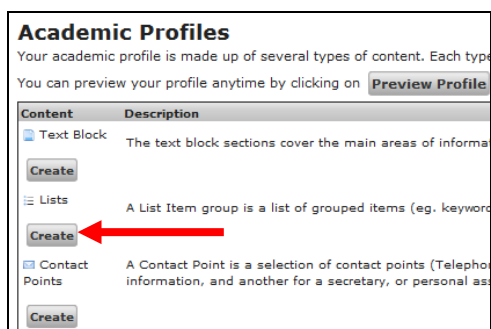 Academic Profiles
Your academic profile is made up of several types of content. Each type
You can preview your profile anytime by clicking on Preview Profile
Content Description
Text Block
The text block sections cover the main areas of informa
Create
Lists
A List Item group is a list of grouped items (eg. keyword
Create
Contact Points
A Contact Point is a selection of contact points (Telephon
information, and another for a secretary, or personal ass
Create